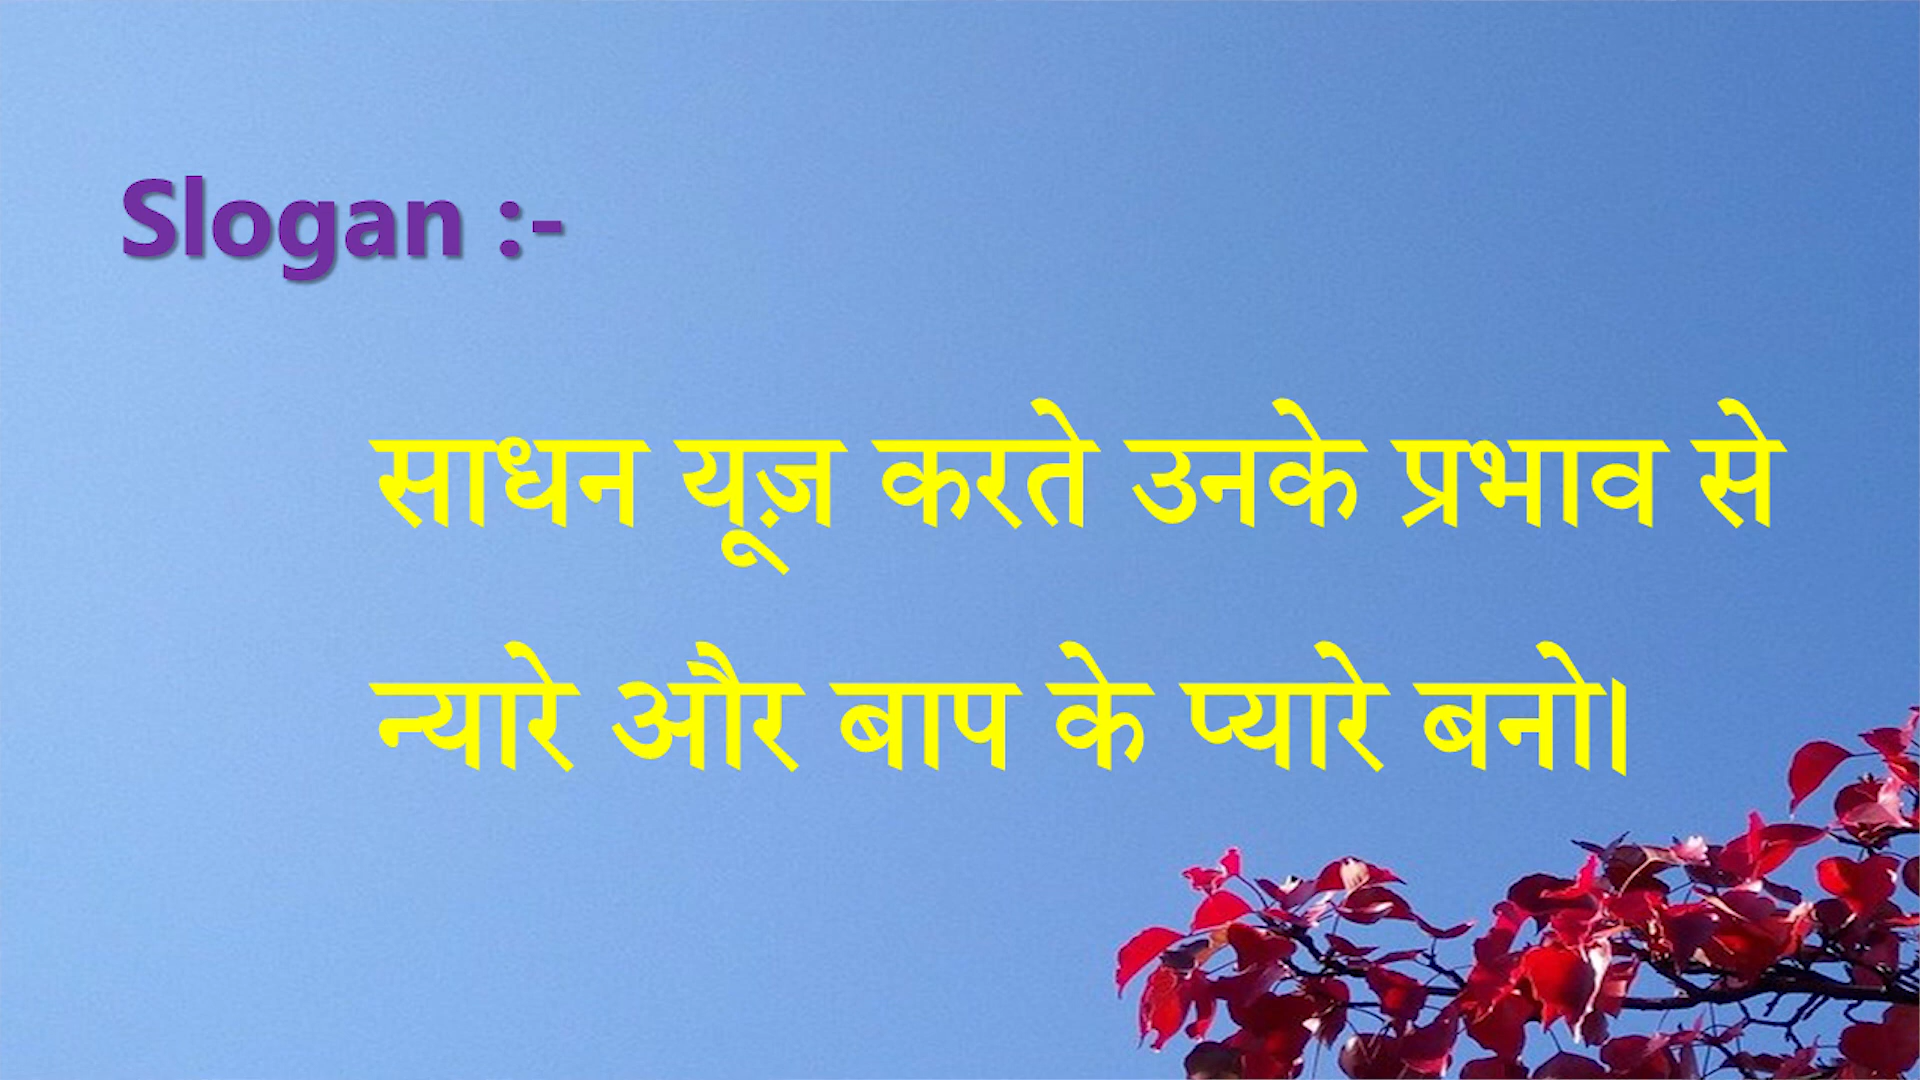 Slogan :-
साधन यूज़ करते उनके प्रभाव से
न्यारे और बाप के प्यारे बनो।